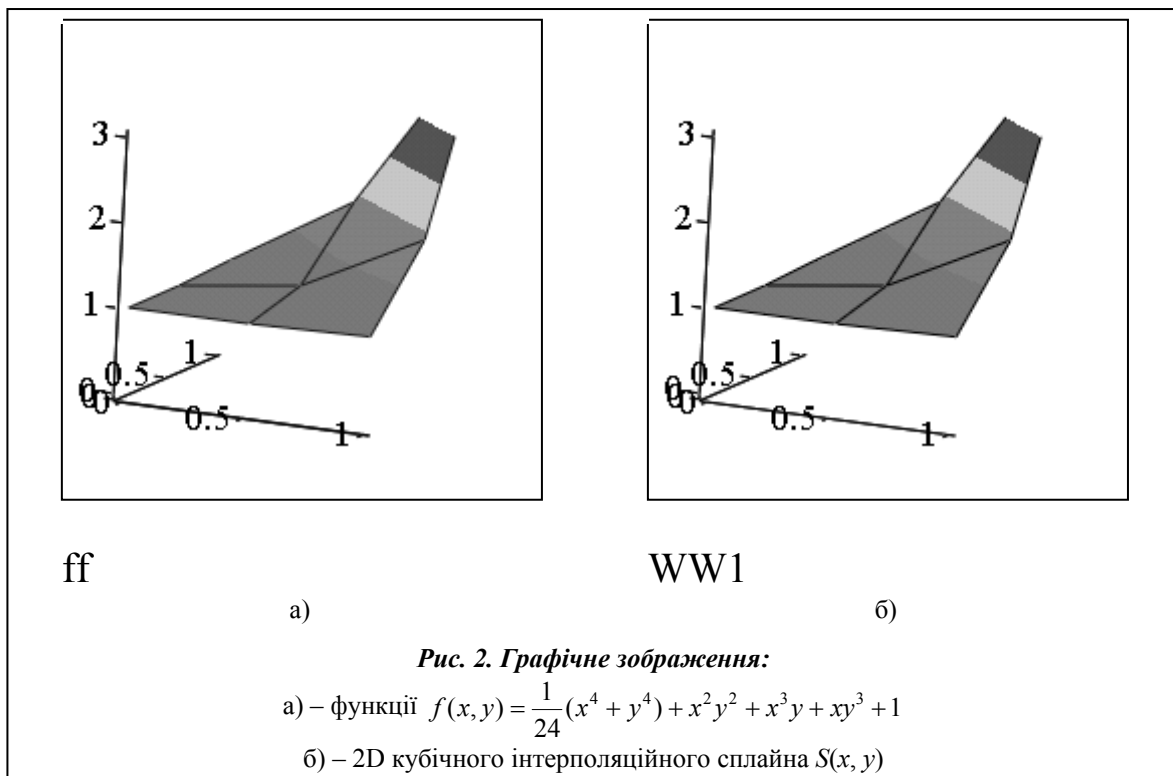 3
2
1
1
0.5
0
0
0.5
1
3
2
1
1
0.5
0
0
0.5
1
ff
WW1
а)
б)
Рис. 2. Графічне зображення:
а) – функції f(x, y) = 1/24 (x⁴ + y⁴) + x²y² + x³y + xy³ + 1
б) – 2D кубічного інтерполяційного сплайна S(x, y)